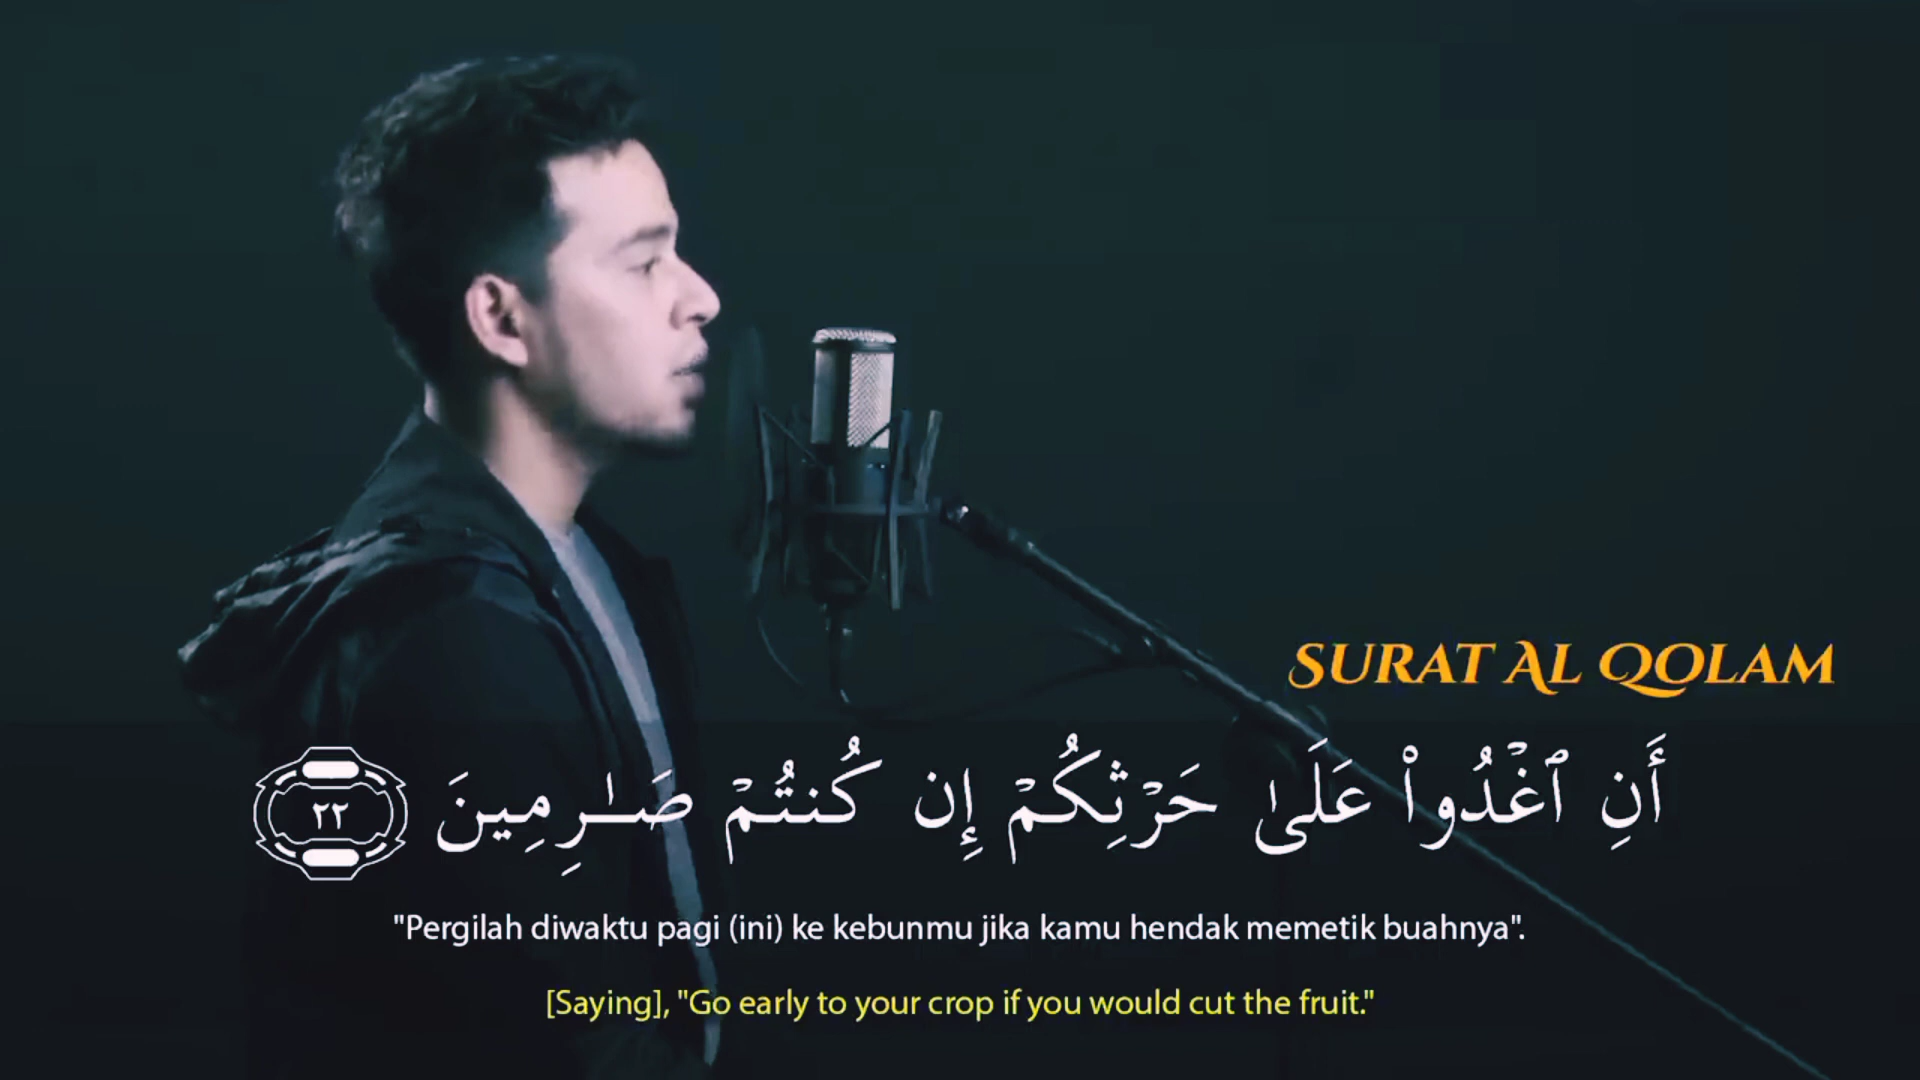 SURAT AL QOLAM
أَنِ ٱغْدُوا۟ عَلَىٰ حَرْثِكُمْ إِن كُنتُمْ صَـٰرِمِينَ ٢٢
"Pergilah diwaktu pagi (ini) ke kebunmu jika kamu hendak memetik buahnya".
[Saying], "Go early to your crop if you would cut the fruit."